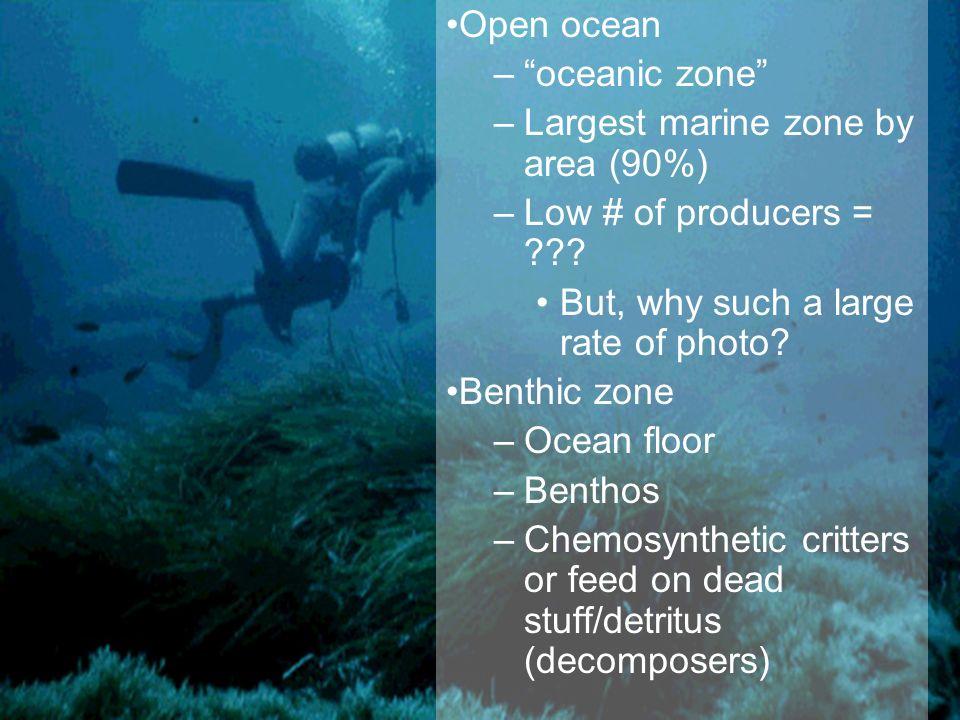 •Open ocean
– “oceanic zone”
– Largest marine zone by
area (90%)
– Low # of producers =
???
• But, why such a large
rate of photo?
•Benthic zone
– Ocean floor
– Benthos
– Chemosynthetic critters
or feed on dead
stuff/detritus
(decomposers)